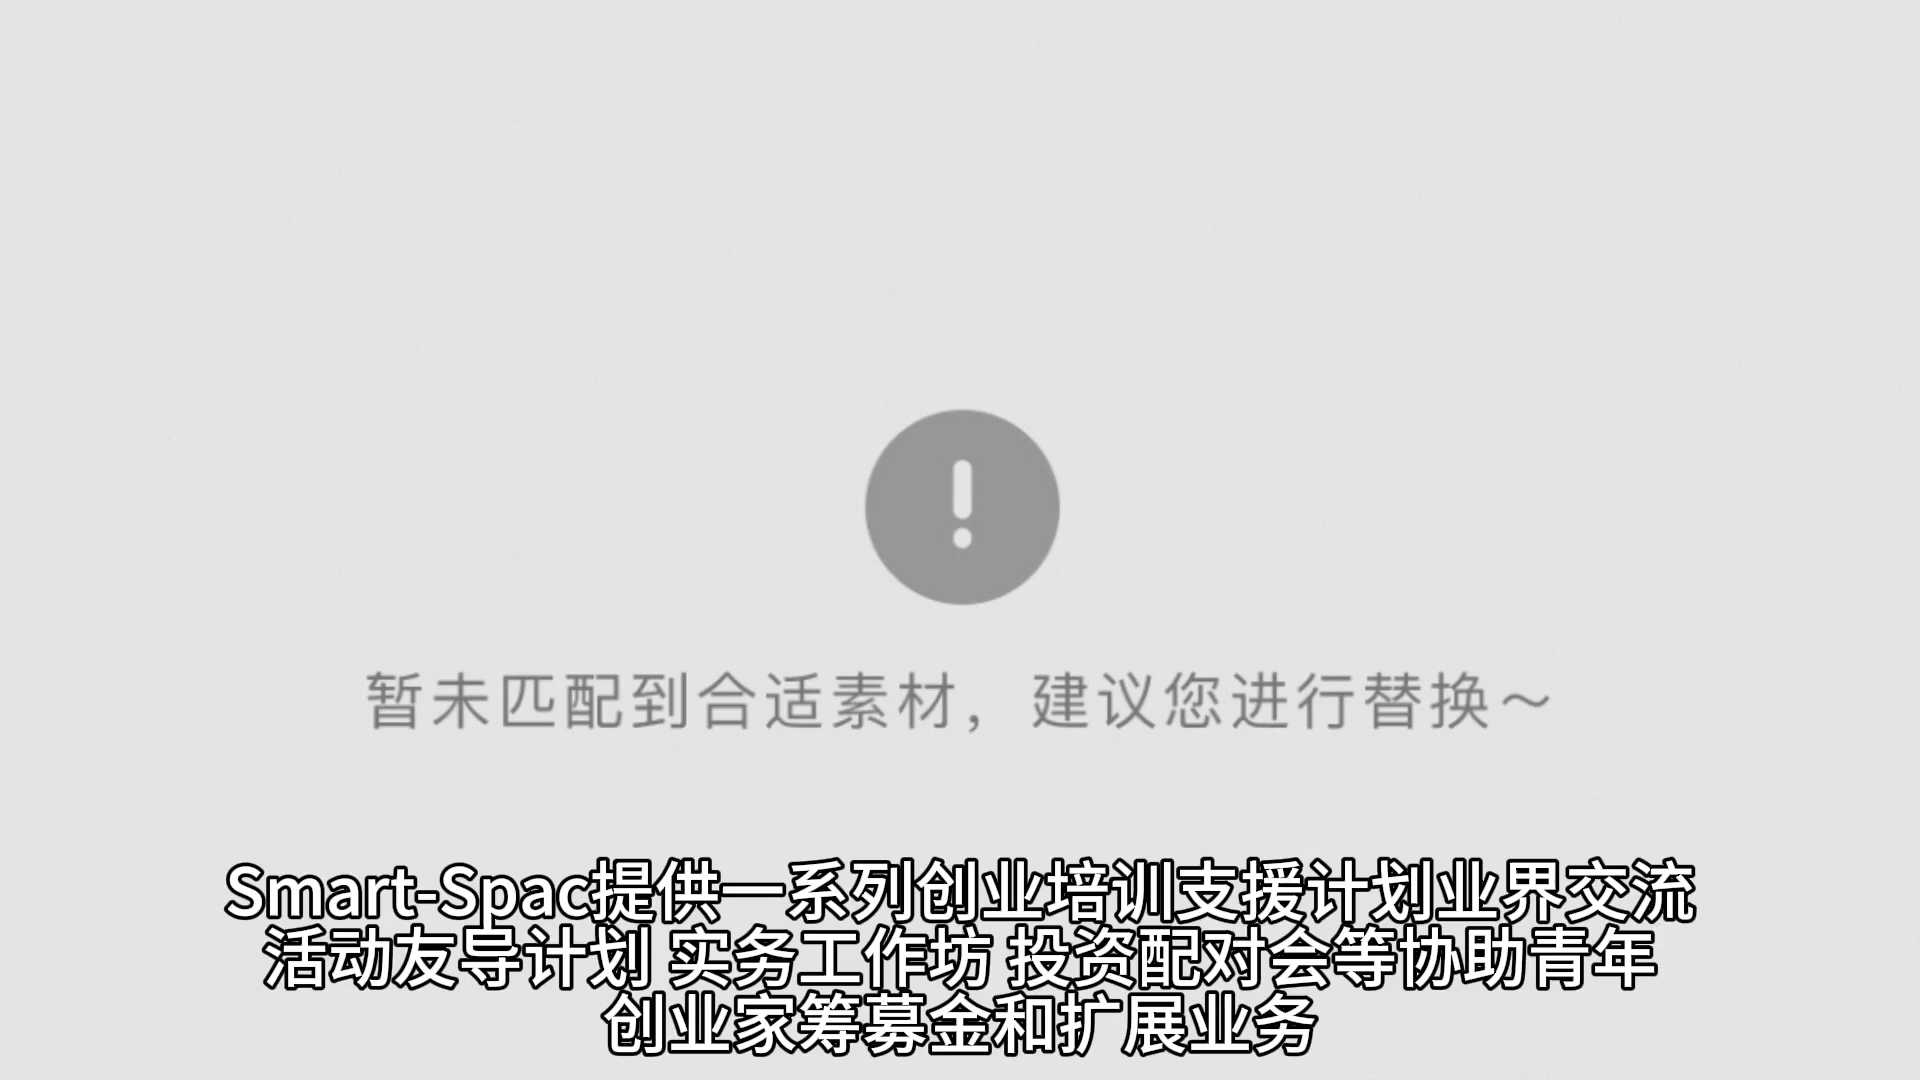 暂未匹配到合适素材，建议您进行替换～
Smart-Spac提供一系列创业培训支援计划业界交流
活动友导计划 实务工作坊 投资配对会等协助青年
创业家筹募金和扩展业务